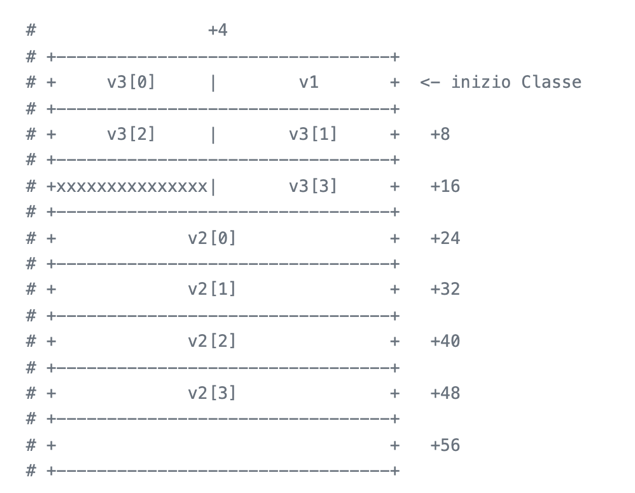 #                 +4
# +---------------------------------+
# +     v3[0]     |       v1        +  <- inizio Classe
# +---------------------------------+
# +     v3[2]     |      v3[1]      +   +8
# +---------------------------------+
# +xxxxxxxxxxxxxxx|      v3[3]      +   +16
# +---------------------------------+
# +             v2[0]               +   +24
# +---------------------------------+
# +             v2[1]               +   +32
# +---------------------------------+
# +             v2[2]               +   +40
# +---------------------------------+
# +             v2[3]               +   +48
# +---------------------------------+
# +                                 +   +56
# +---------------------------------+